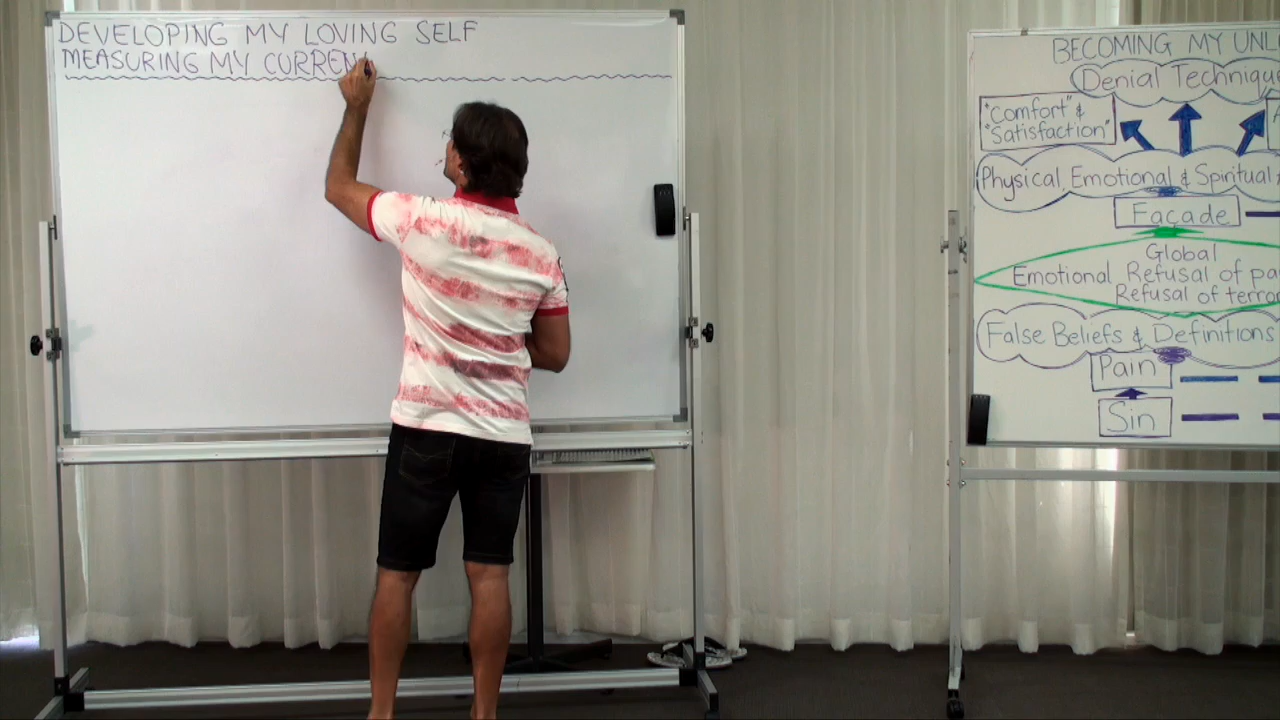 DEVELOPING MY LOVING SELF
MEASURING MY CURREN
BECOMING MY UNL
Denial Technique
"Comfort" &
"Satisfaction"
A
Physical, Emotional & Spiritual
Façade
Global
Emotional Refusal of pa
Refusal of terro
False Beliefs & Definitions
Pain
Sin